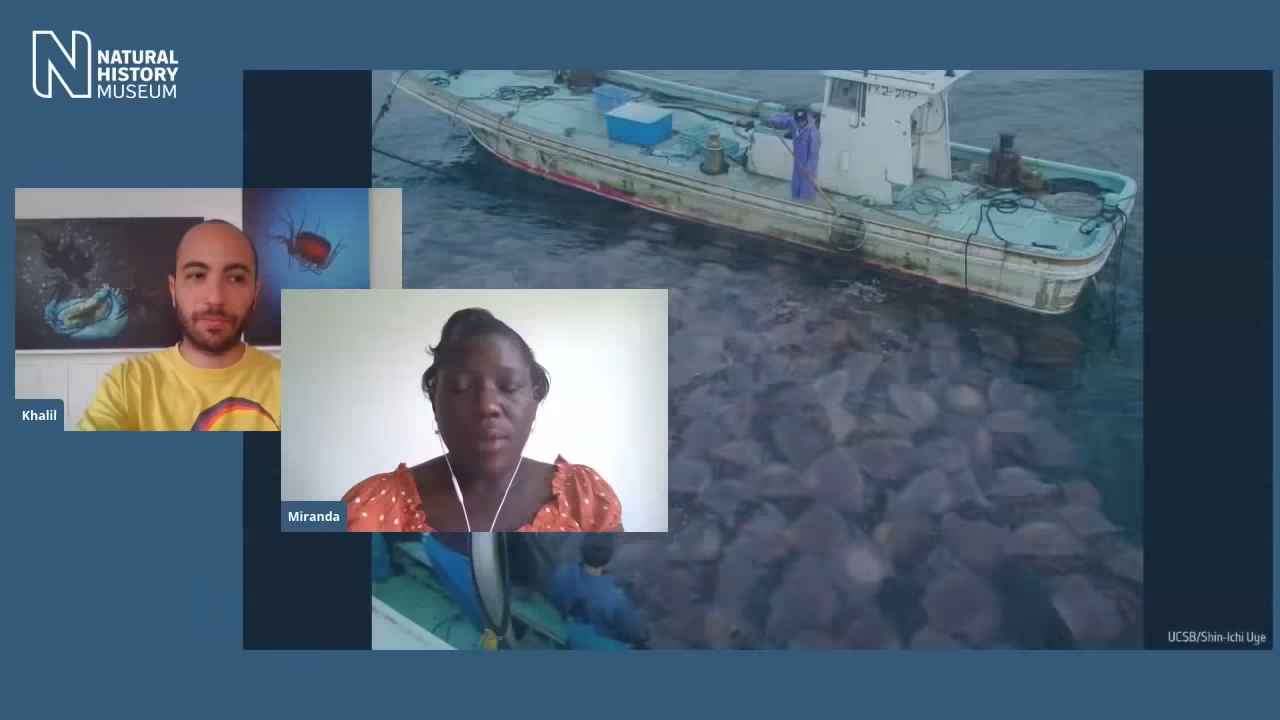 NATURAL
HISTORY
MUSEUM
Khalil
Miranda
UCSB/Shin-Ichi Uye